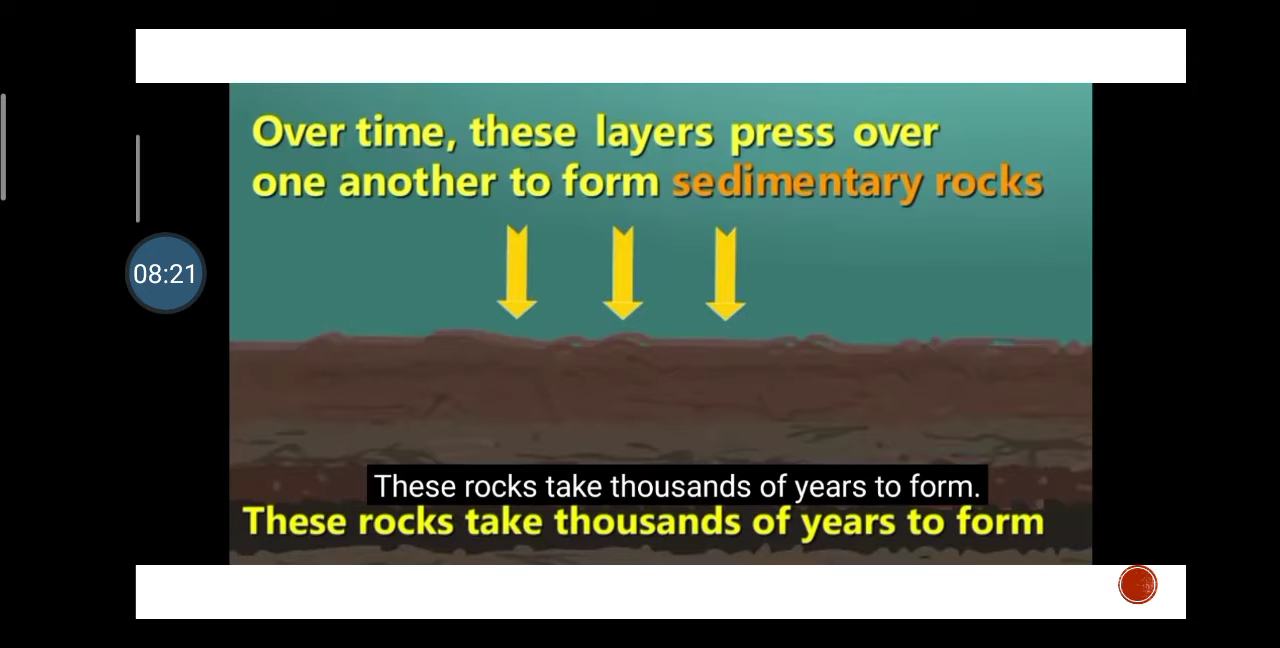 Over time, these layers press over
one another to form sedimentary rocks
08:21
These rocks take thousands of years to form.
These rocks take thousands of years to form